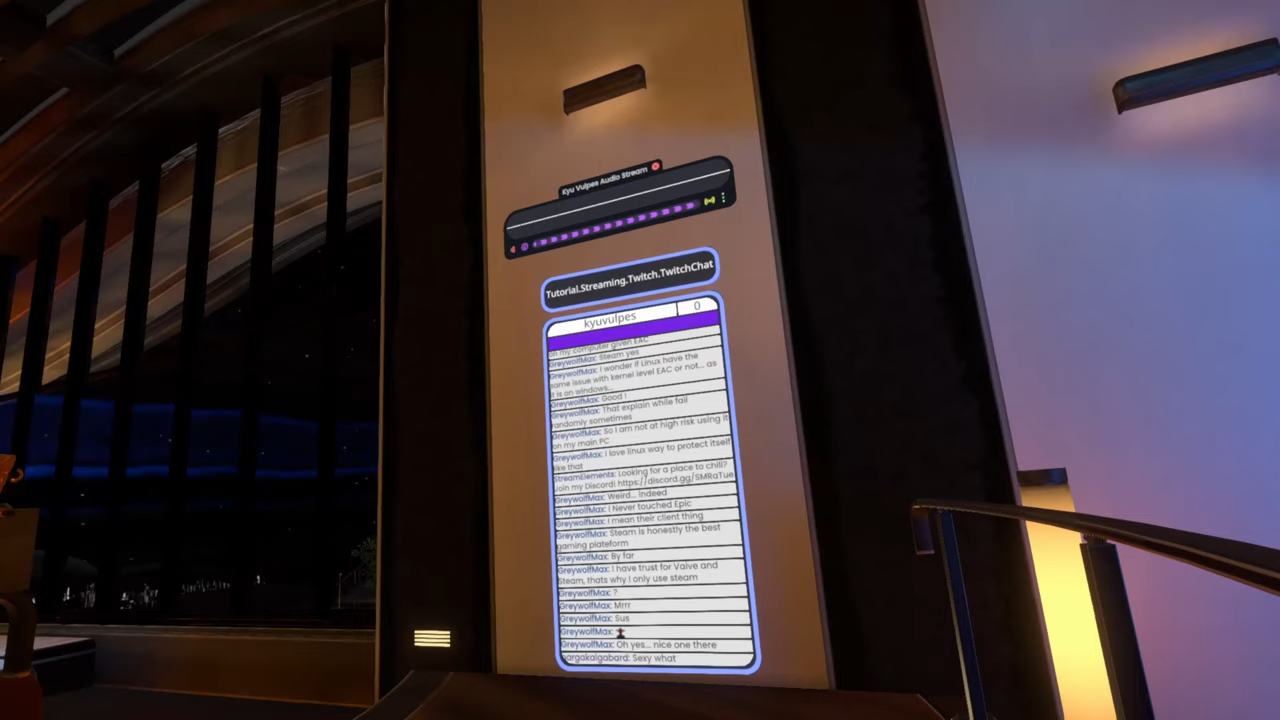 Kyu Vulpes Audio Stream
Tutorial.Streaming.Twitch.TwitchChat
kyuvulpes
0
on my computer given EAC
GreywolfMax: Steam yes
GreywolfMax: I wonder if Linux have the
same issue with kernel level EAC or not... as
it is on windows...
GreywolfMax: Good !
GreywolfMax: That explain while fail
randomly sometimes
GreywolfMax: So I am not at high risk using it
on my main PC
GreywolfMax: I love linux way to protect itself
like that
StreamElements: Looking for a place to chill?
Join my Discord! https://discord.gg/SMRaTue
GreywolfMax: Weird... indeed
GreywolfMax: I Never touched Epic
GreywolfMax: I mean their client thing
GreywolfMax: Steam is honestly the best
gaming plateform
GreywolfMax: By far
GreywolfMax: I have trust for Valve and
Steam, thats why I only use steam
GreywolfMax: ?
GreywolfMax: Mrrr
GreywolfMax: Sus
GreywolfMax:
GreywolfMax: Oh yes... nice one there
bargakalgabard: Sexy what